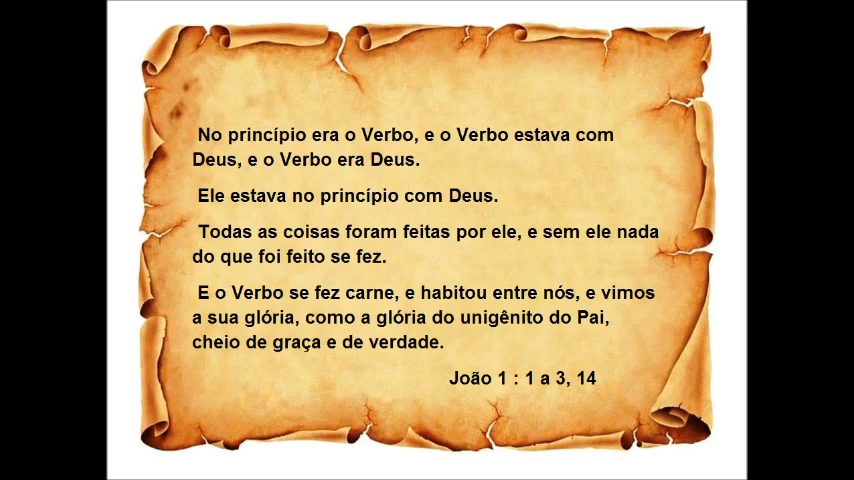 No princípio era o Verbo, e o Verbo estava com
Deus, e o Verbo era Deus.
Ele estava no princípio com Deus.
Todas as coisas foram feitas por ele, e sem ele nada
do que foi feito se fez.
E o Verbo se fez carne, e habitou entre nós, e vimos
a sua glória, como a glória do unigênito do Pai,
cheio de graça e de verdade.
João 1 : 1 a 3, 14